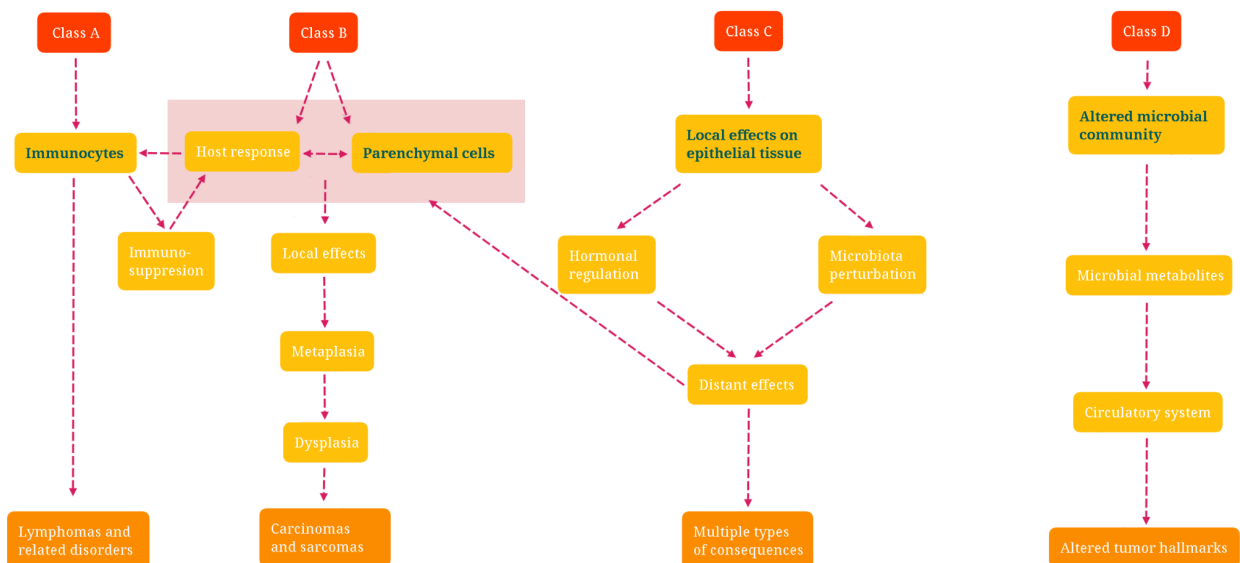 Class A
Class B
Class C
Class D
Immunocytes
Host response
Parenchymal cells
Local effects on
epithelial tissue
Altered microbial
community
Immuno-
suppresion
Local effects
Hormonal
regulation
Microbiota
perturbation
Microbial metabolites
Metaplasia
Distant effects
Circulatory system
Dysplasia
Lymphomas and
related disorders
Carcinomas
and sarcomas
Multiple types
of consequences
Altered tumor hallmarks